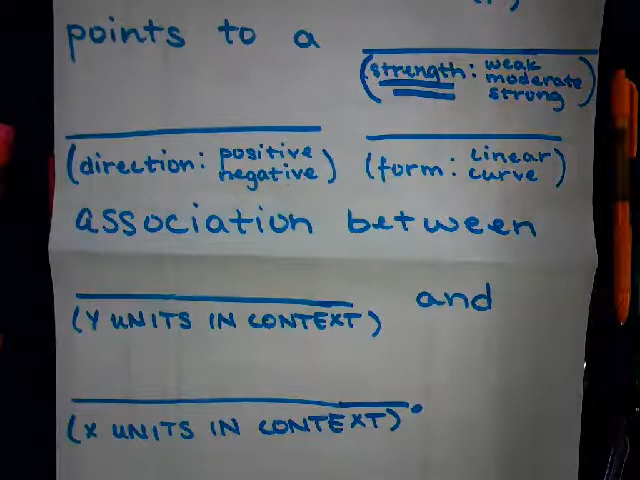 points to a
(strength: weak
moderate
strong)
(direction: positive
negative)
(form: linear
curve)
association between
and
(Y UNITS IN CONTEXT)
.
(X UNITS IN CONTEXT)